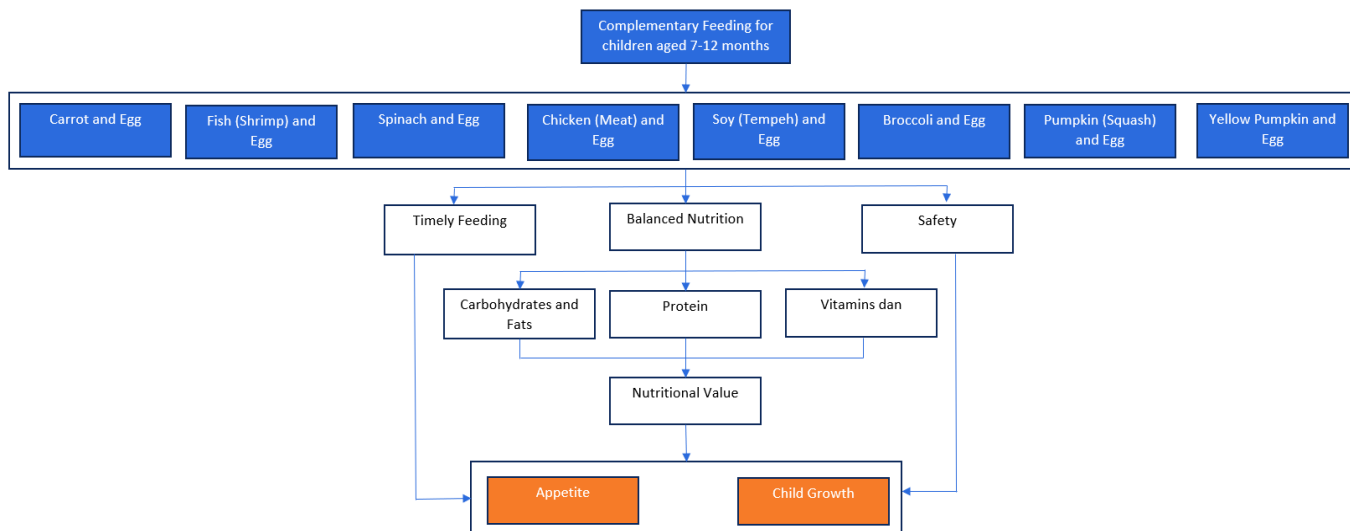 Complementary Feeding for
children aged 7-12 months
Carrot and Egg
Fish (Shrimp) and
Egg
Spinach and Egg
Chicken (Meat) and
Egg
Soy (Tempeh) and
Egg
Broccoli and Egg
Pumpkin (Squash)
and Egg
Yellow Pumpkin and
Egg
Timely Feeding
Balanced Nutrition
Safety
Carbohydrates and
Fats
Protein
Vitamins dan
Nutritional Value
Appetite
Child Growth